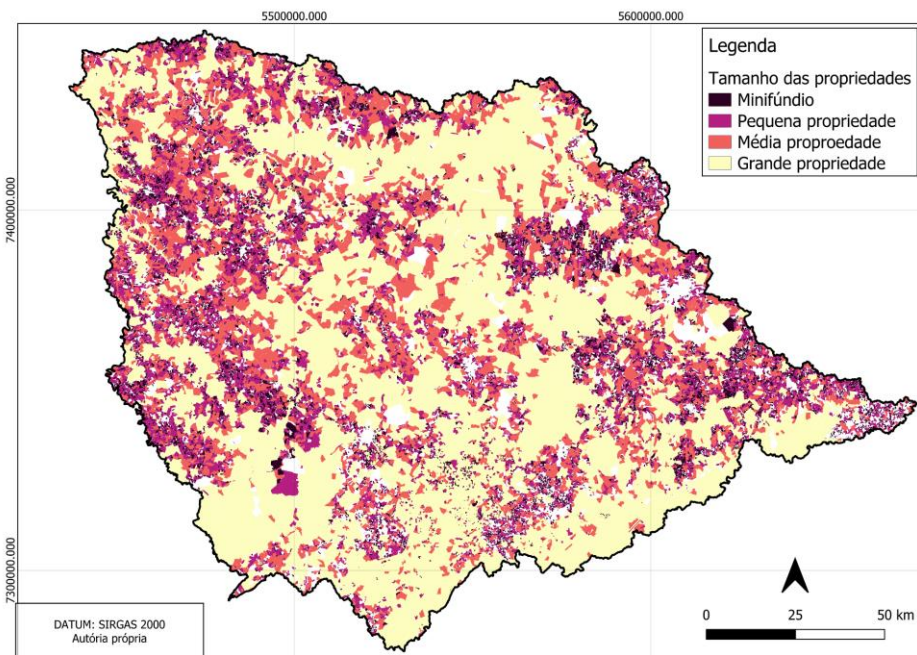 5500000.000
5600000.000
Legenda
Tamanho das propriedades
Minifúndio
Pequena propriedade
Média proproedade
Grande propriedade
7400000.000
7300000.000
DATUM: SIRGAS 2000
Autória própria
0 25 50 km